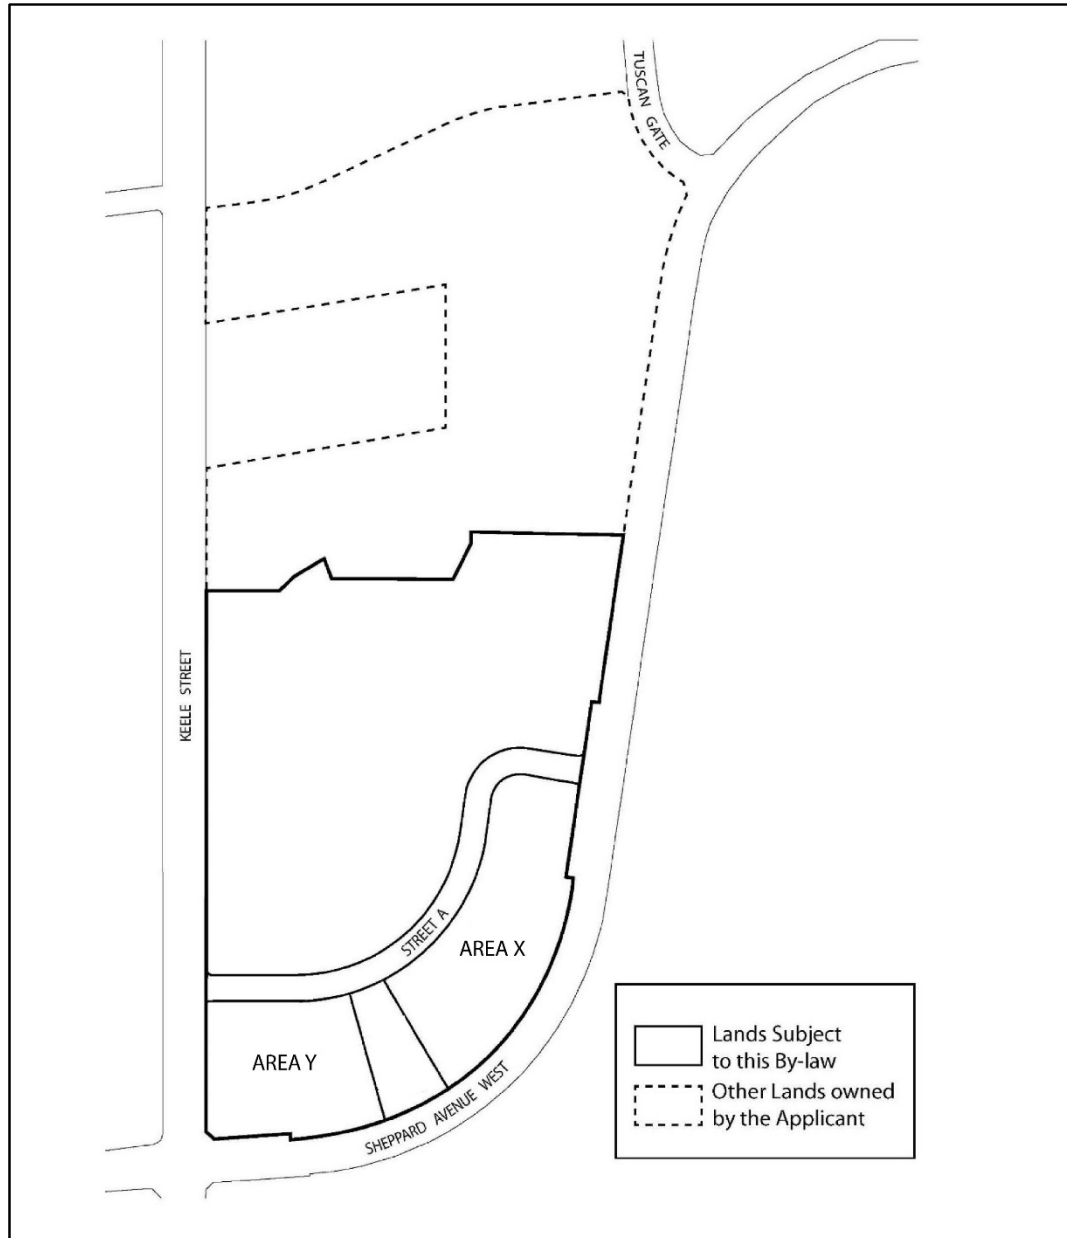 TUSCAN GATE
KEELE STREET
STREET A
AREA X
AREA Y
SHEPPARD AVENUE WEST
Lands Subject
to this By-law
Other Lands owned
by the Applicant